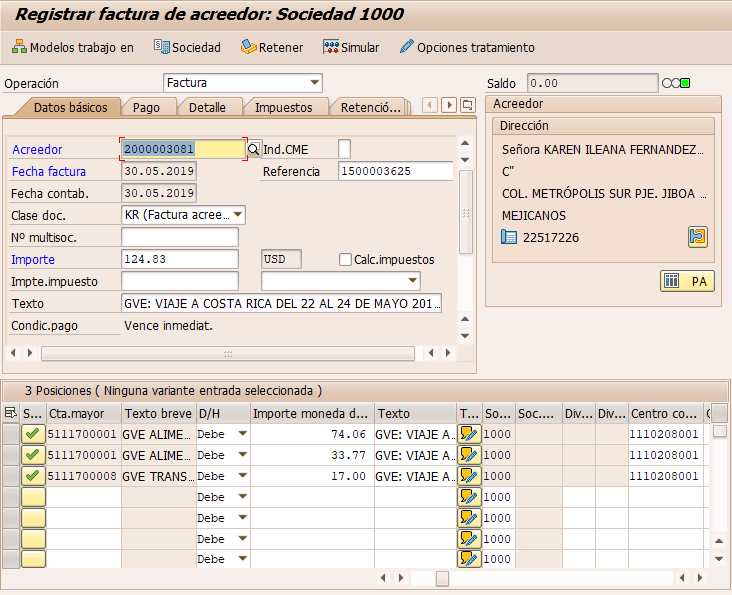 Registrar factura de acreedor: Sociedad 1000
Modelos trabajo en Sociedad Retener Simular Opciones tratamiento
Operación Factura Saldo 0.00
Datos básicos Pago Detalle Impuestos Retenció...
Acreedor 2000003081 Ind.CME
Fecha factura 30.05.2019 Referencia 1500003625
Fecha contab. 30.05.2019
Clase doc. KR (Factura acree...
Nº multisoc.
Importe 124.83 USD Calc.impuestos
Impte.impuesto
Texto GVE: VIAJE A COSTA RICA DEL 22 AL 24 DE MAYO 201...
Condic.pago Vence inmediat.
Acreedor
Dirección
Señora KAREN ILEANA FERNANDEZ...
C"
COL. METRÓPOLIS SUR PJE. JIBOA ...
MEJICANOS
22517226
PA
3 Posiciones ( Ninguna variante entrada seleccionada )
S... Cta.mayor Texto breve D/H Importe moneda d... Texto T... So... Soc.... Div... Div... Centro co...
5111700001 GVE ALIME... Debe 74.06 GVE: VIAJE A... 1000 1110208001
5111700001 GVE ALIME... Debe 33.77 GVE: VIAJE A... 1000 1110208001
5111700008 GVE TRANS... Debe 17.00 GVE: VIAJE A... 1000 1110208001
Debe 1000
Debe 1000
Debe 1000
Debe 1000